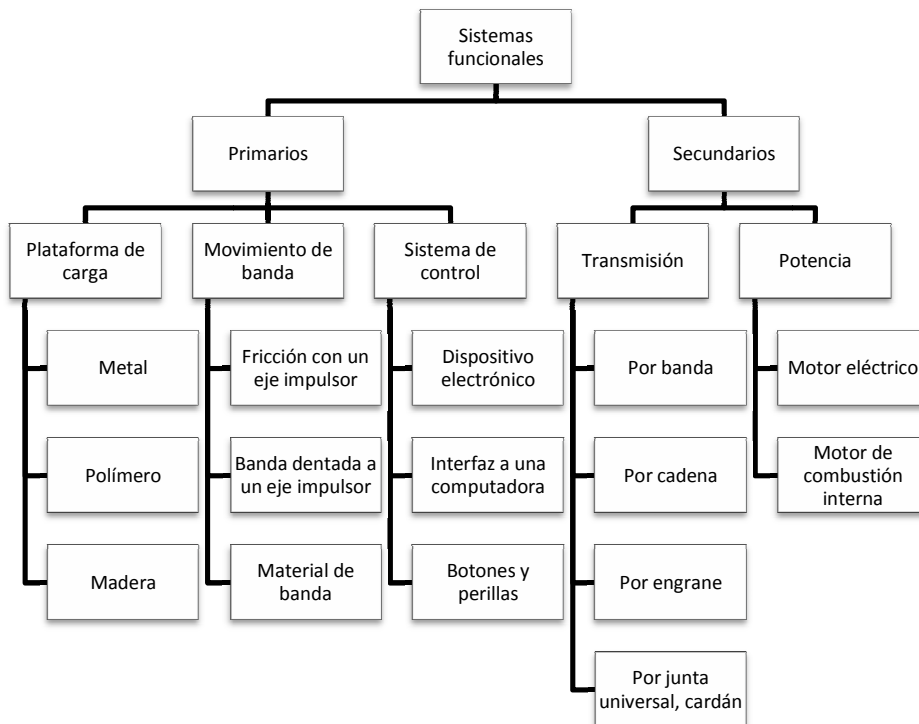 Sistemas
funcionales
Primarios
Secundarios
Plataforma de
carga
Movimiento de
banda
Sistema de
control
Transmisión
Potencia
Metal
Polímero
Madera
Fricción con un
eje impulsor
Banda dentada a
un eje impulsor
Material de
banda
Dispositivo
electrónico
Interfaz a una
computadora
Botones y
perillas
Por banda
Por cadena
Por engrane
Por junta
universal, cardán
Motor eléctrico
Motor de
combustión
interna